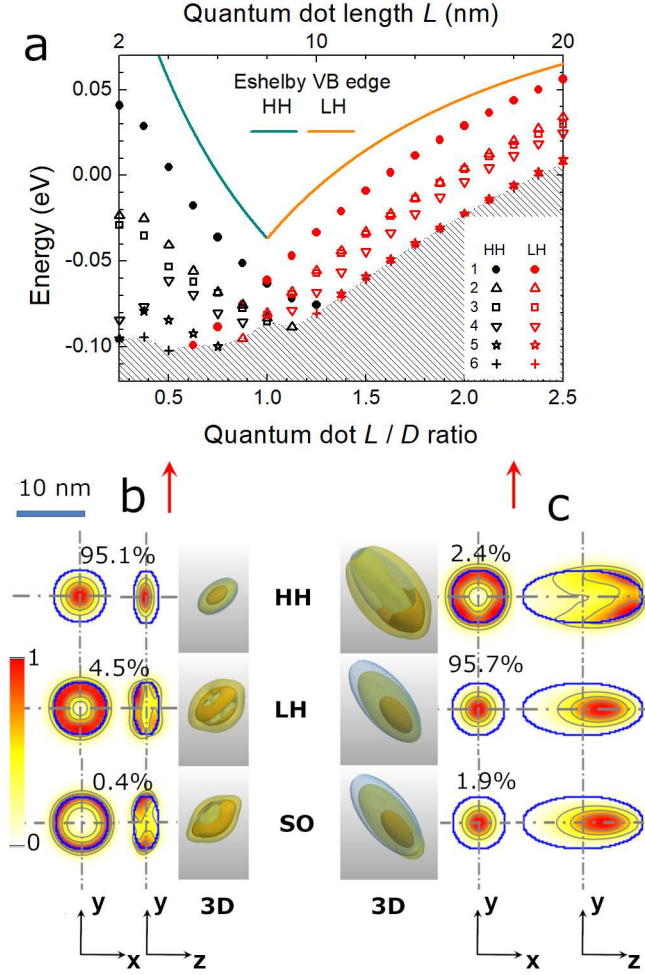 Quantum dot length L (nm)
2 10 20
a
Eshelby VB edge
HH LH
0.05
0.00
-0.05
-0.10
Energy (eV)
HH LH
1
2
3
4
5
6
0.5 1.0 1.5 2.0 2.5
Quantum dot L / D ratio
10 nm
b
c
95.1%
HH
2.4%
1
4.5%
LH
95.7%
0.4%
SO
1.9%
0
3D
3D
y y y y
x z x z